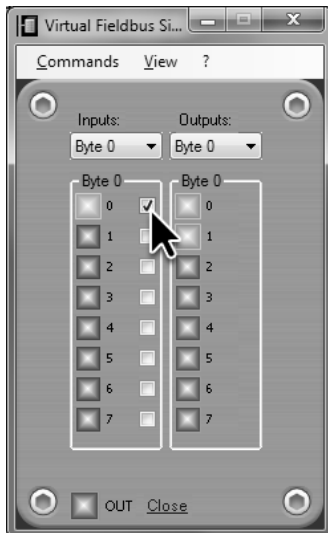 Virtual Fieldbus Si...
Commands View ?
Inputs: Outputs:
Byte 0 Byte 0
Byte 0 Byte 0
0 0
1 1
2 2
3 3
4 4
5 5
6 6
7 7
OUT Close